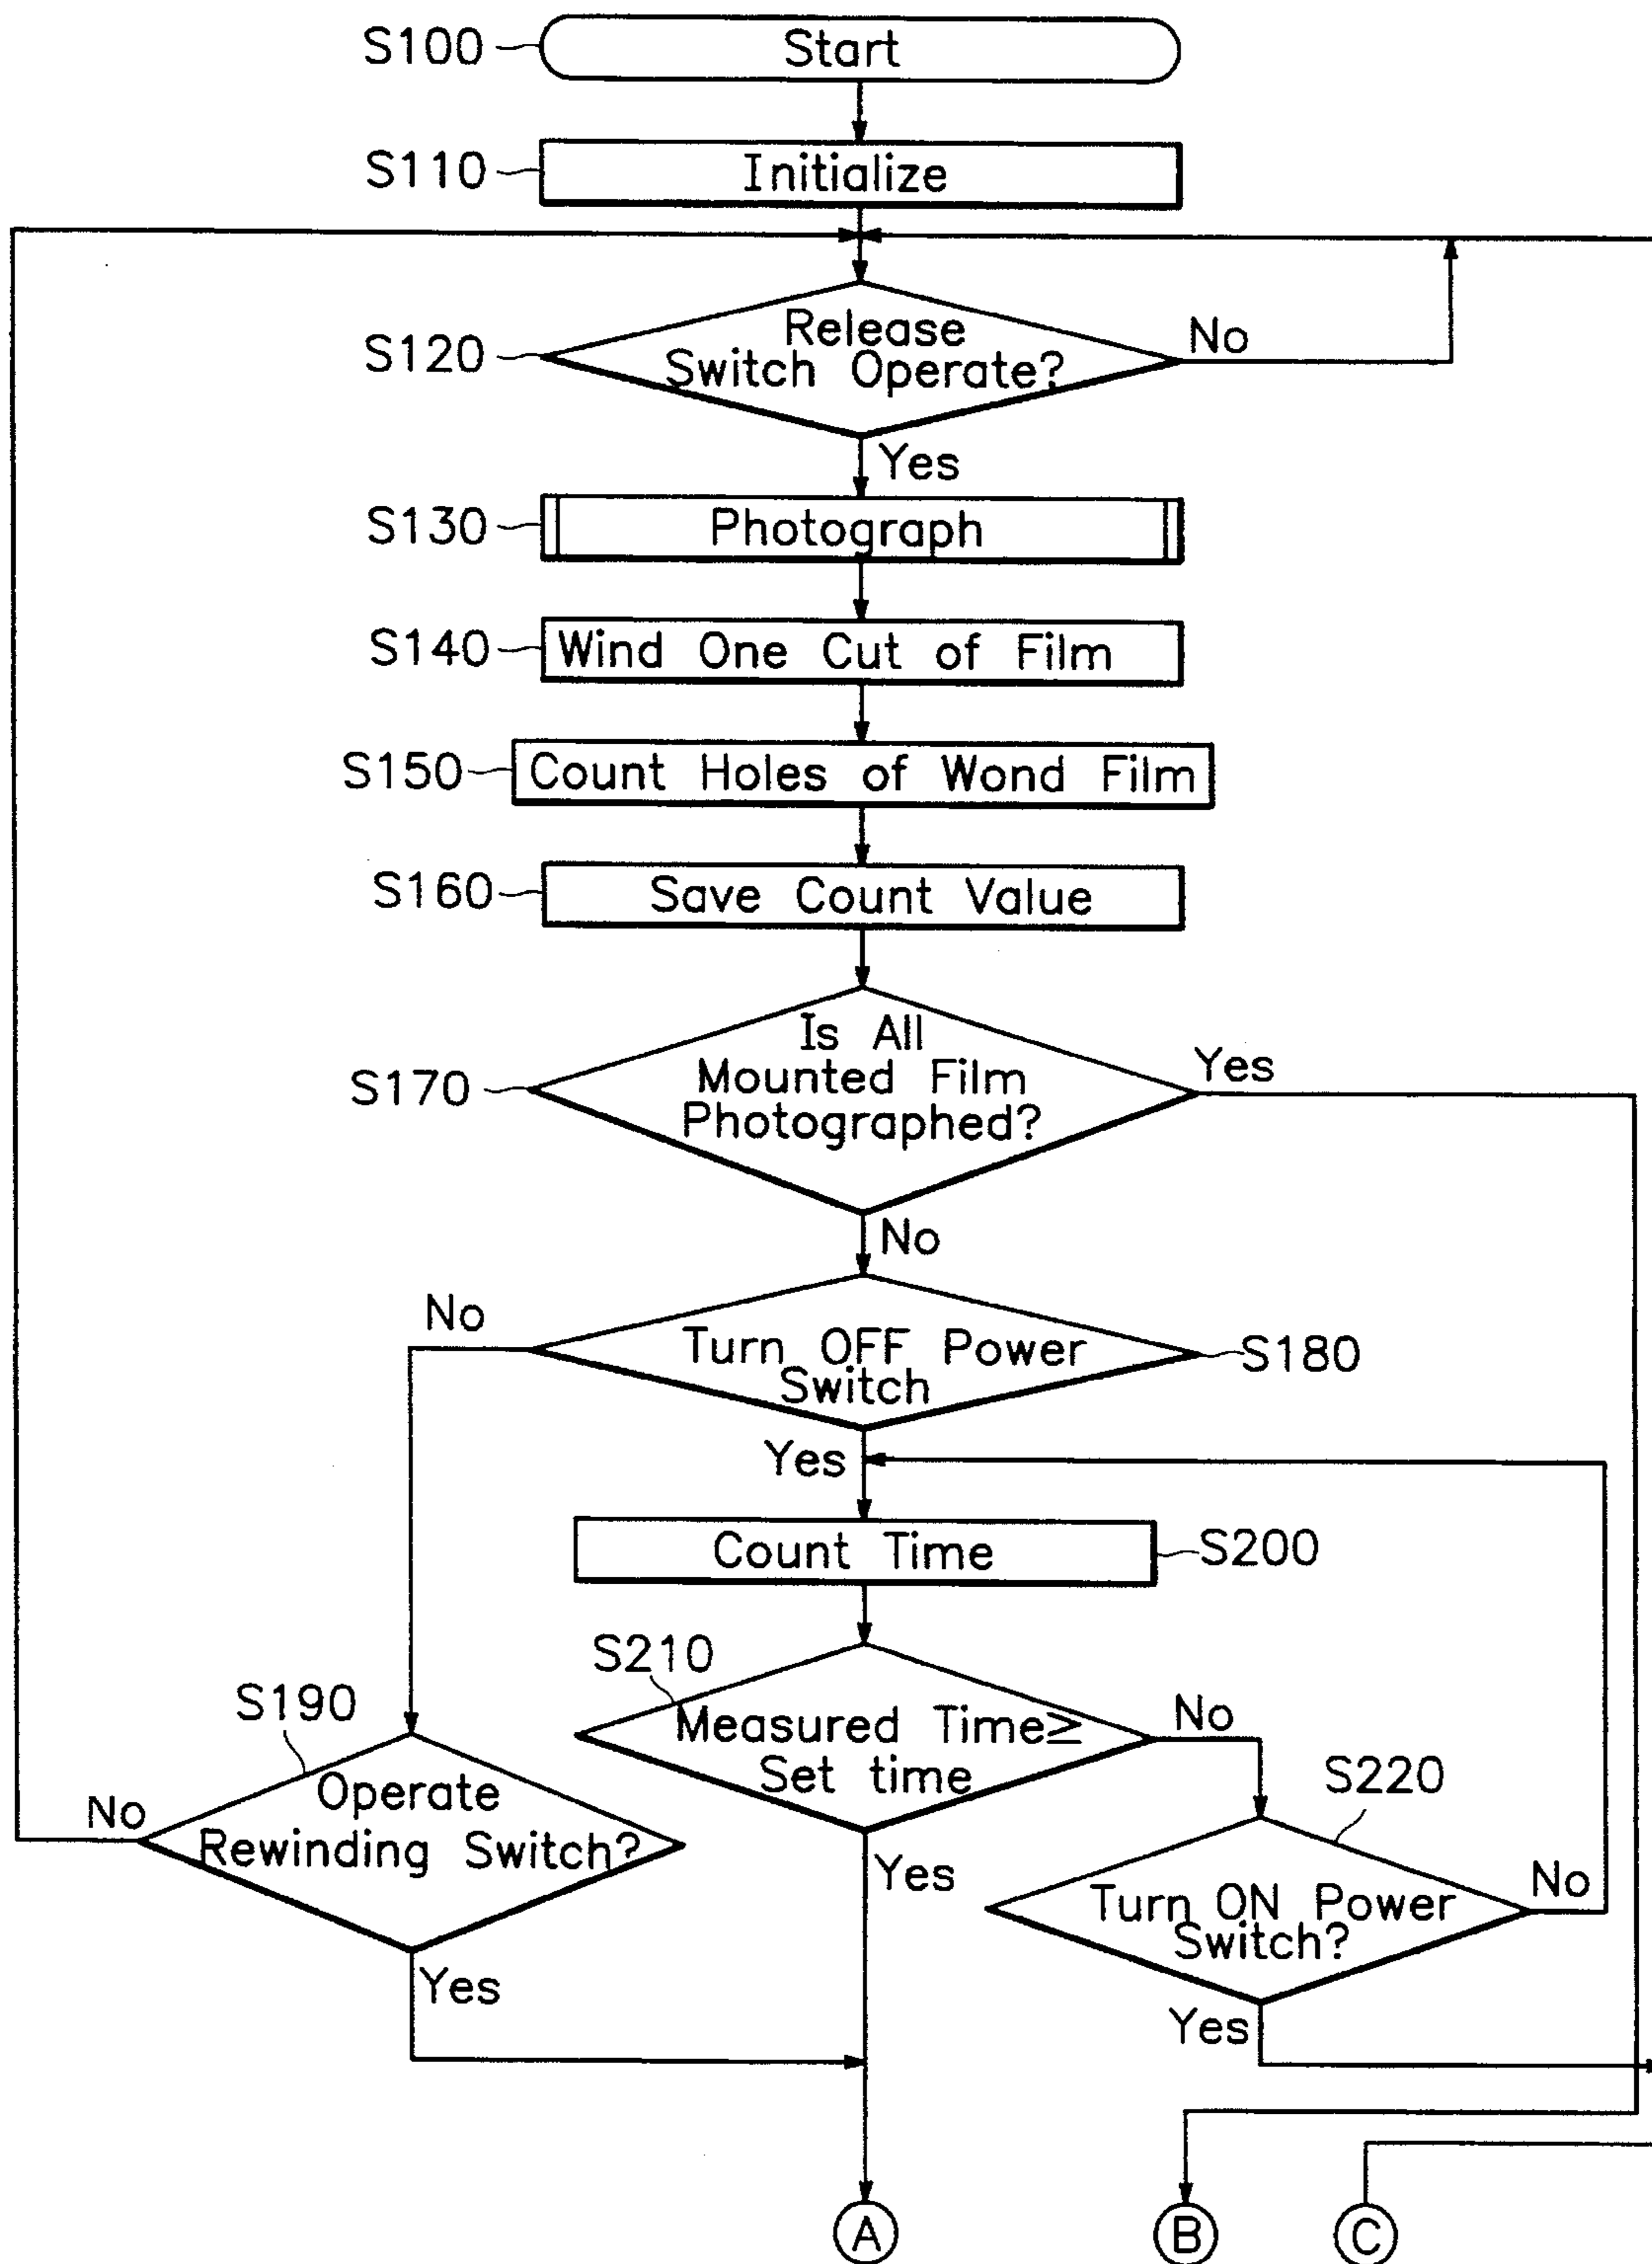 S100
Start
S110
Initialize
S120
Release
Switch Operate?
No
Yes
S130
Photograph
S140
Wind One Cut of Film
S150
Count Holes of Wond Film
S160
Save Count Value
S170
Is All
Mounted Film
Photographed?
Yes
No
No
Turn OFF Power
Switch
S180
Yes
Count Time
S200
S210
Measured Time≥
Set time
No
S190
Operate
Rewinding Switch?
No
Yes
Yes
S220
Turn ON Power
Switch?
No
Yes
A
B
C